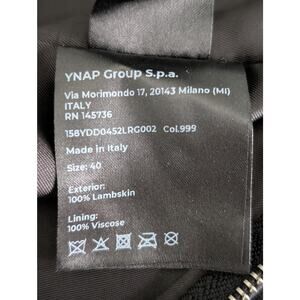 YNAP Group S.p.a.
Via Morimondo 17, 20143 Milano (MI)
ITALY
RN 145736
158YDD0452LRG002 Col.999
Made in Italy
Size: 40
Exterior:
100% Lambskin
Lining:
100% Viscose